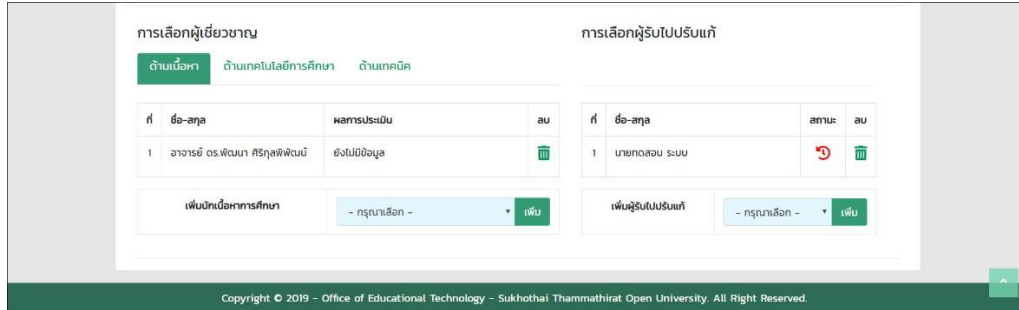 การเลือกผู้เชี่ยวชาญ
ด้านเนื้อหา ด้านเทคโนโลยีการศึกษา ด้านเทคนิค
ที่ ชื่อ-สกุล ผลการประเมิน ลบ
1 อาจารย์ ดร.พัฒนา ศิริกุลพิพัฒน์ ยังไม่มีข้อมูล
เพิ่มนักเนื้อหาการศึกษา - กรุณาเลือก - เพิ่ม
การเลือกผู้รับไปปรับแก้
ที่ ชื่อ-สกุล สถานะ ลบ
1 นายทดสอบ ระบบ
เพิ่มผู้รับไปปรับแก้ - กรุณาเลือก - เพิ่ม
Copyright © 2019 - Office of Educational Technology - Sukhothai Thammathirat Open University. All Right Reserved.